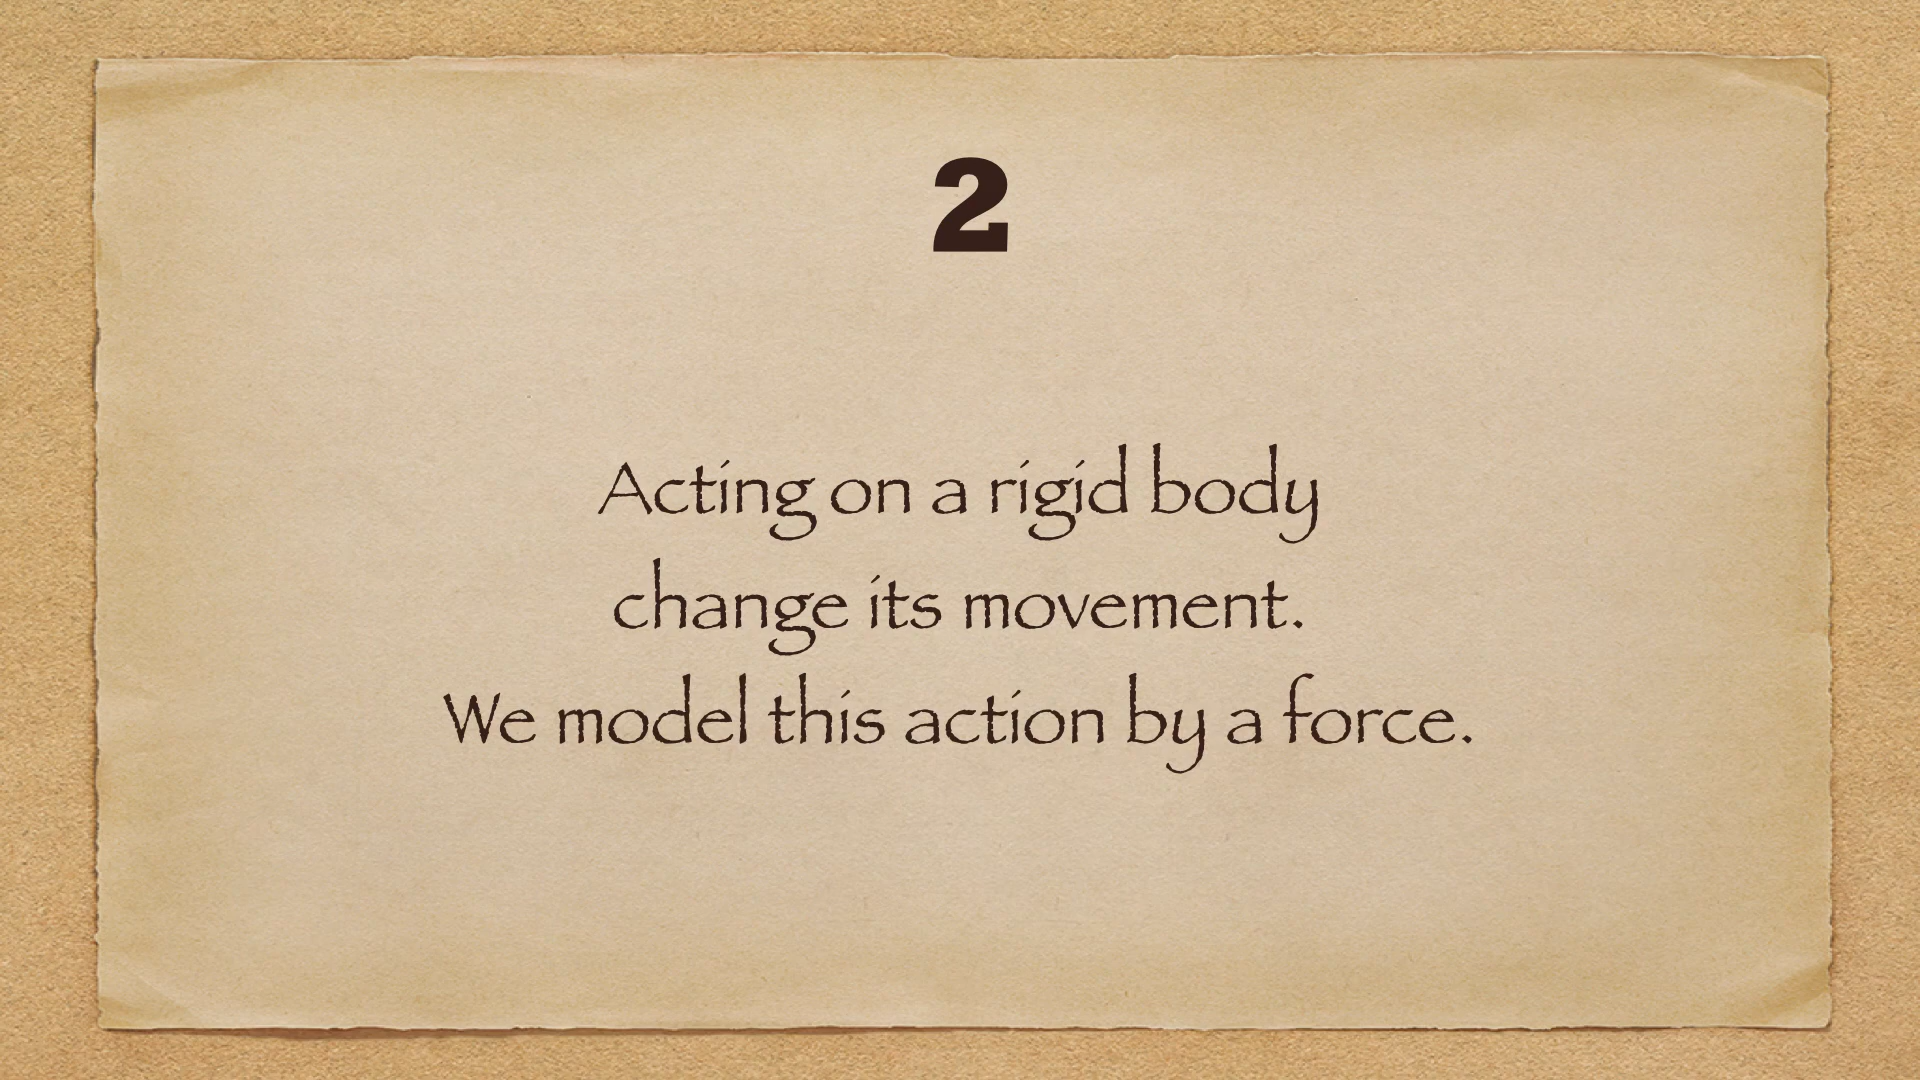 2
Acting on a rigid body
change its movement.
We model this action by a force.